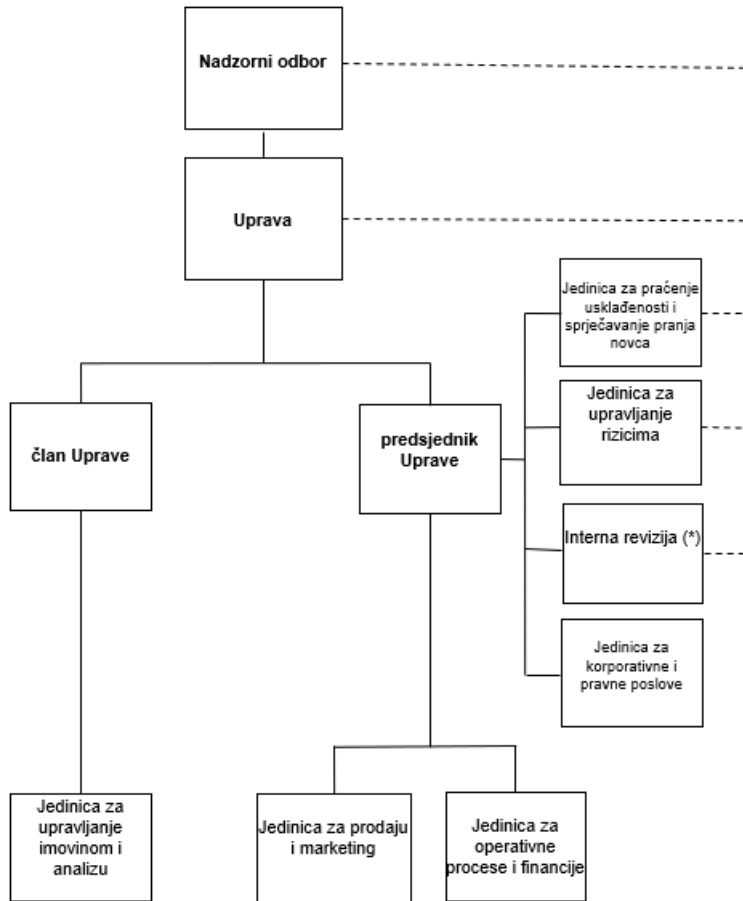 Nadzorni odbor
Uprava
Jedinica za praćenje
usklađenosti i
sprječavanje pranja
novca
Jedinica za
upravljanje
rizicima
član Uprave
predsjednik
Uprave
Interna revizija (*)
Jedinica za
korporativne i
pravne poslove
Jedinica za
upravljanje
imovinom i
analizu
Jedinica za prodaju
i marketing
Jedinica za
operativne
procese i financije